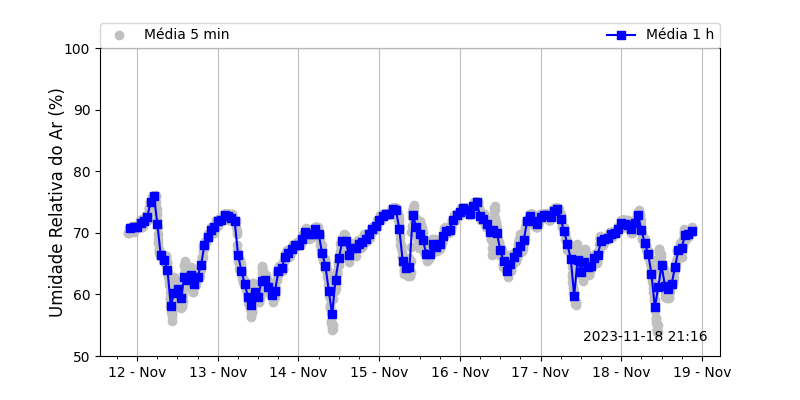 Média 5 min
Média 1 h
Umidade Relativa do Ar (%)
100
90
80
70
60
50
2023-11-18 21:16
12 - Nov
13 - Nov
14 - Nov
15 - Nov
16 - Nov
17 - Nov
18 - Nov
19 - Nov